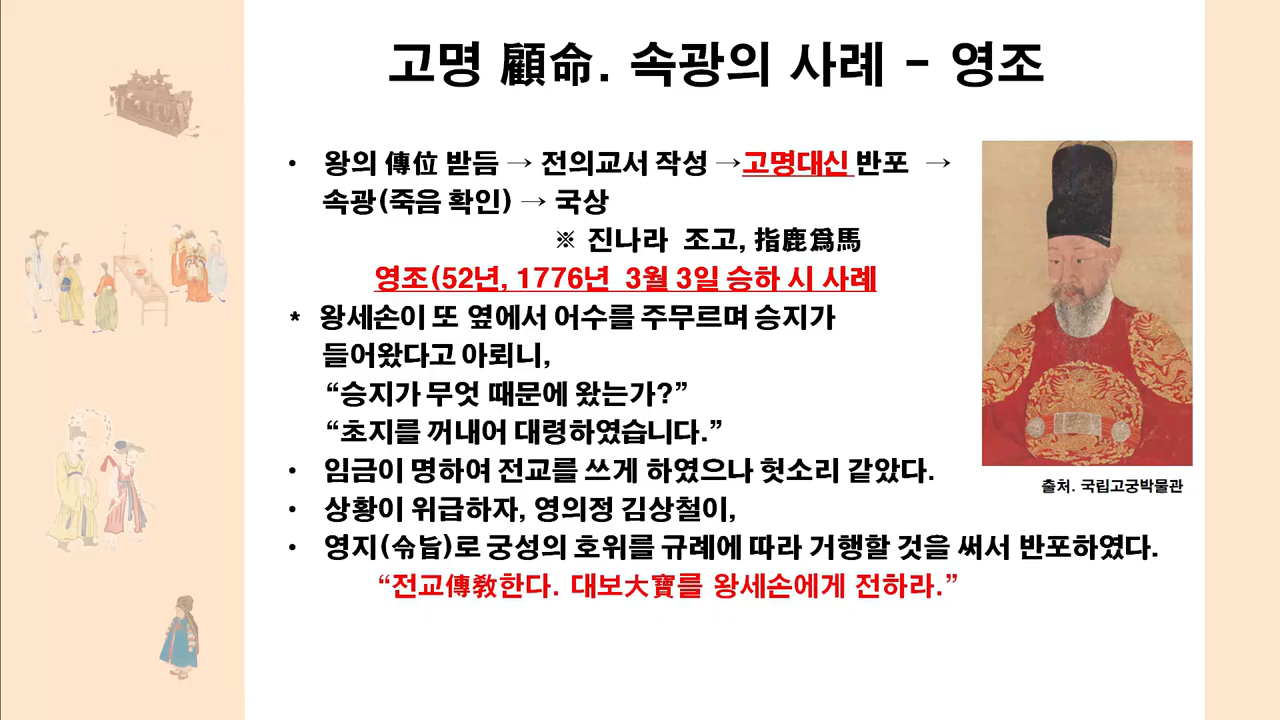 고명 顧命. 속광의 사례 - 영조
• 왕의 傳位 받듬 → 전의교서 작성 →고명대신 반포 →
속광(죽음 확인) → 국상
※ 진나라 조고, 指鹿爲馬
영조(52년, 1776년 3월 3일 승하 시 사례
* 왕세손이 또 옆에서 어수를 주무르며 승지가
들어왔다고 아뢰니,
“승지가 무엇 때문에 왔는가?”
“초지를 꺼내어 대령하였습니다.”
• 임금이 명하여 전교를 쓰게 하였으나 헛소리 같았다.
• 상황이 위급하자, 영의정 김상철이,
• 영지(令旨)로 궁성의 호위를 규례에 따라 거행할 것을 써서 반포하였다.
“전교傳敎한다. 대보大寶를 왕세손에게 전하라.”
출처. 국립고궁박물관